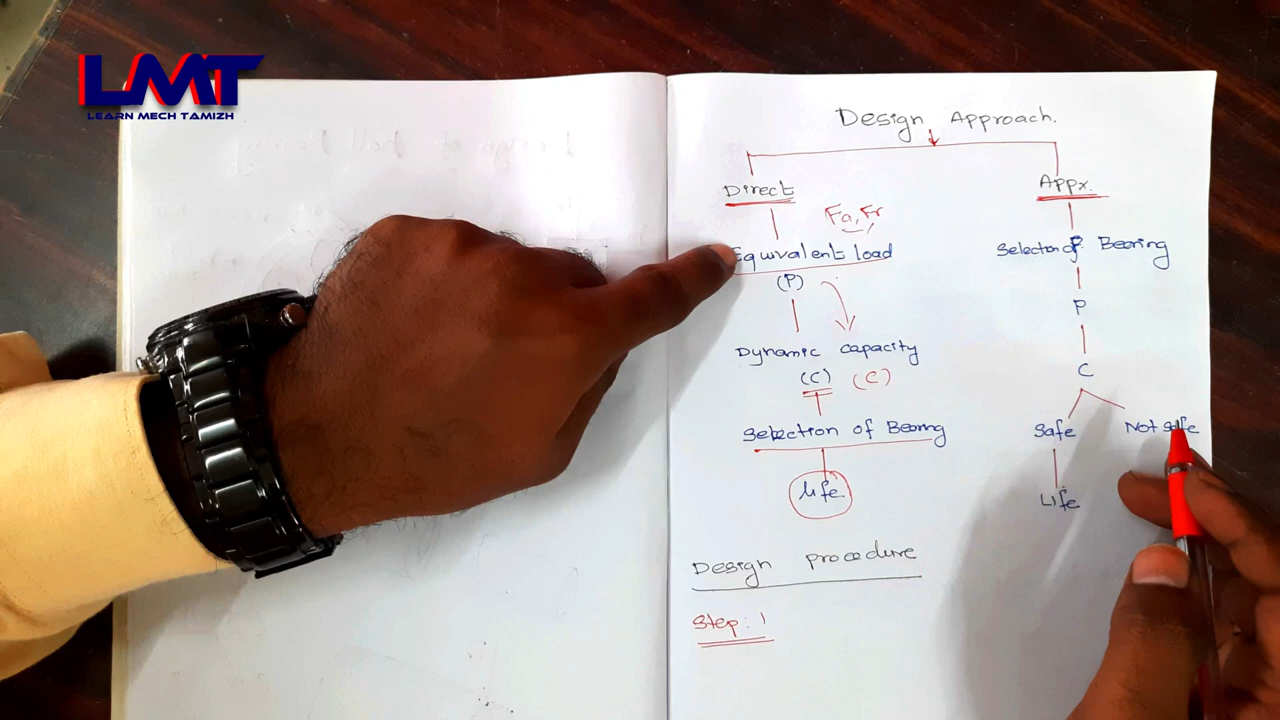 LMT
LEARN MECH TAMIZH
Design Approach.
Direct
Appx.
Fa, Fr
Equivalent load
Selection of Bearing
(P)
P
Dynamic capacity
(C) (C)
C
Selection of Bearing
Safe
Not safe
Life
Life
Design procedure
Step: 1